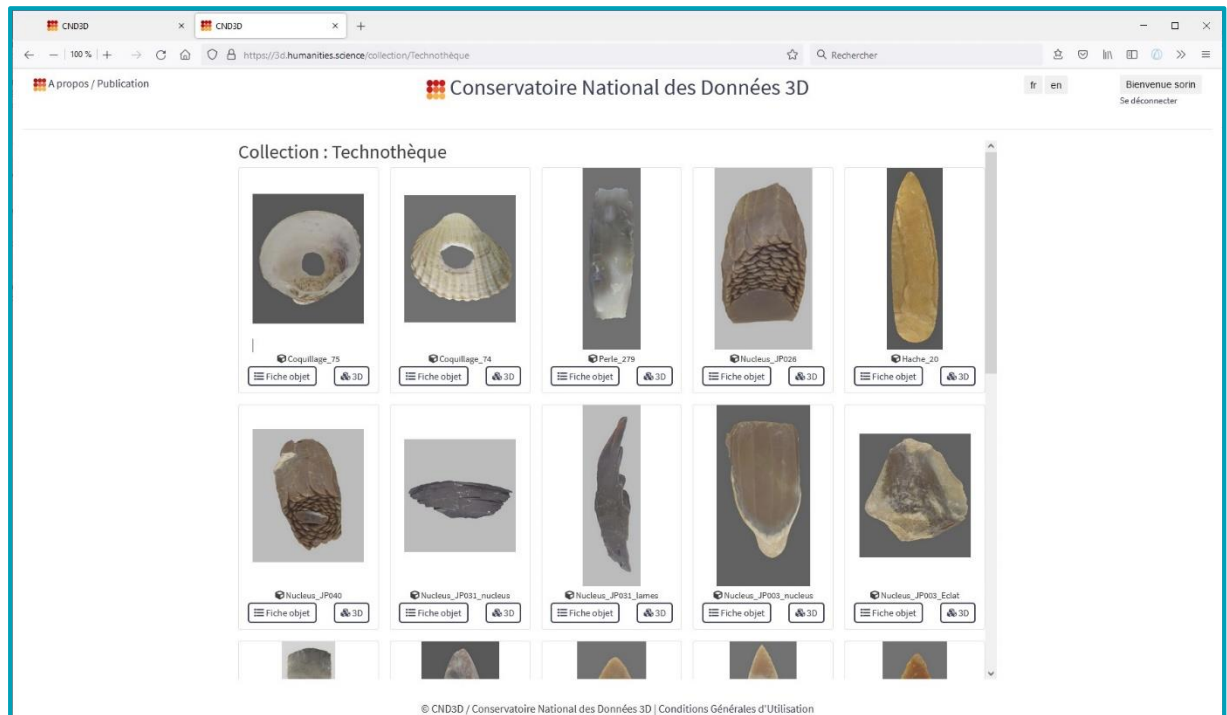 CND3D
CND3D
100 %
https://3d.humanities.science/collection/Technothèque
Rechercher
A propos / Publication
Conservatoire National des Données 3D
fr en
Bienvenue sorin
Se déconnecter
Collection : Technothèque
Coquillage_75 Coquillage_74 Perle_279 Nucleus_JP026 Hache_20
Fiche objet 3D Fiche objet 3D Fiche objet 3D Fiche objet 3D Fiche objet 3D
Nucleus_JP040 Nucleus_JP031_nucleus Nucleus_JP031_lames Nucleus_JP003_nucleus Nucleus_JP003_Eclat
Fiche objet 3D Fiche objet 3D Fiche objet 3D Fiche objet 3D Fiche objet 3D
© CND3D / Conservatoire National des Données 3D | Conditions Générales d'Utilisation